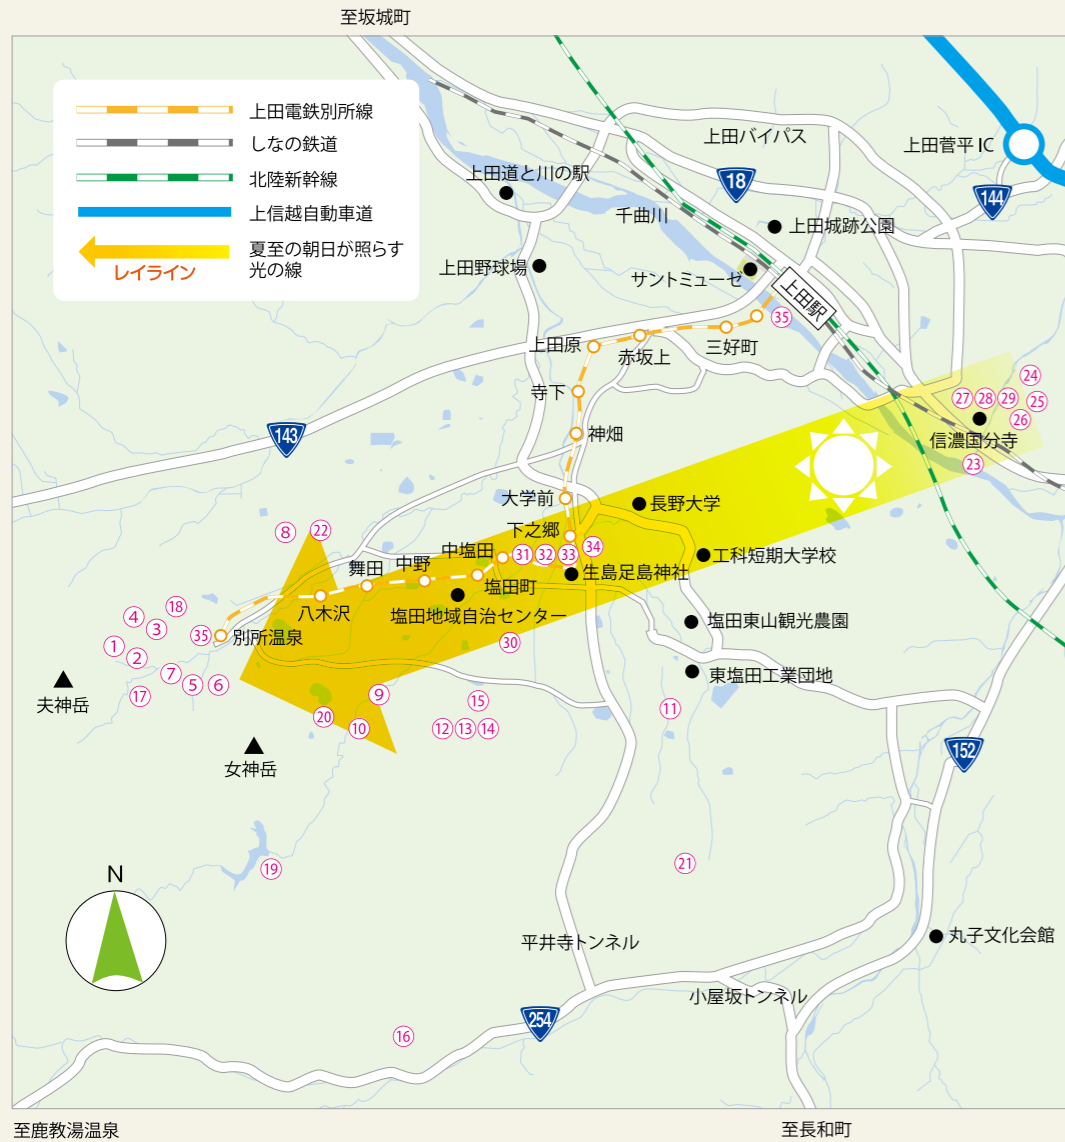 至坂城町
上田電鉄別所線
しなの鉄道
北陸新幹線
上信越自動車道
夏至の朝日が照らす
光の線
レイライン
上田バイパス
上田菅平 IC
18
144
上田道と川の駅
千曲川
上田城跡公園
上田野球場
サントミューゼ
上田駅
㉟
三好町
赤坂上
上田原
寺下
神畑
㉔
㉗ ㉘ ㉙ ㉕
㉖
信濃国分寺
㉓
143
大学前
長野大学
下之郷
⑧ ㉒
中塩田
㉛ ㉜ ㉝ ㉞
工科短期大学校
舞田
中野
生島足島神社
塩田町
八木沢
塩田地域自治センター
塩田東山観光農園
④ ⑱
③
㉟ 別所温泉
①
②
㉚
⑦
⑤ ⑥
⑰
夫神岳
東塩田工業団地
⑨
⑮
⑪
⑳
⑩
⑫ ⑬ ⑭
女神岳
152
⑲
㉑
N
平井寺トンネル
丸子文化会館
小屋坂トンネル
254
⑯
至鹿教湯温泉
至長和町